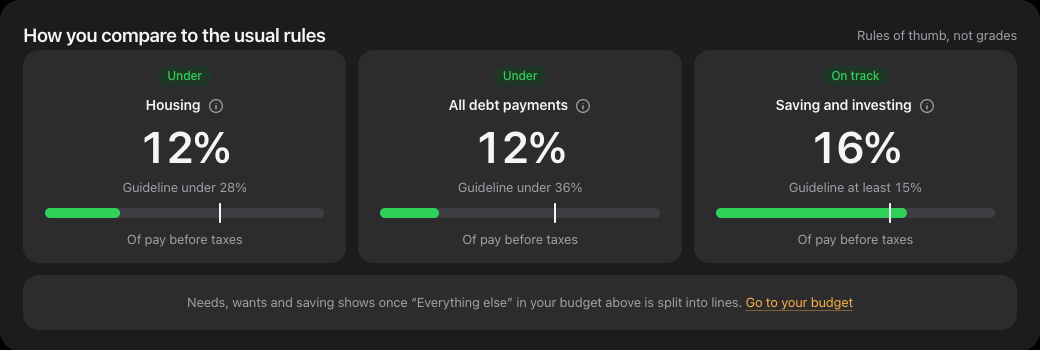 How you compare to the usual rules
Rules of thumb, not grades
Under
Housing
12%
Guideline under 28%
Of pay before taxes
Under
All debt payments
12%
Guideline under 36%
Of pay before taxes
On track
Saving and investing
16%
Guideline at least 15%
Of pay before taxes
Needs, wants and saving shows once “Everything else” in your budget above is split into lines. Go to your budget